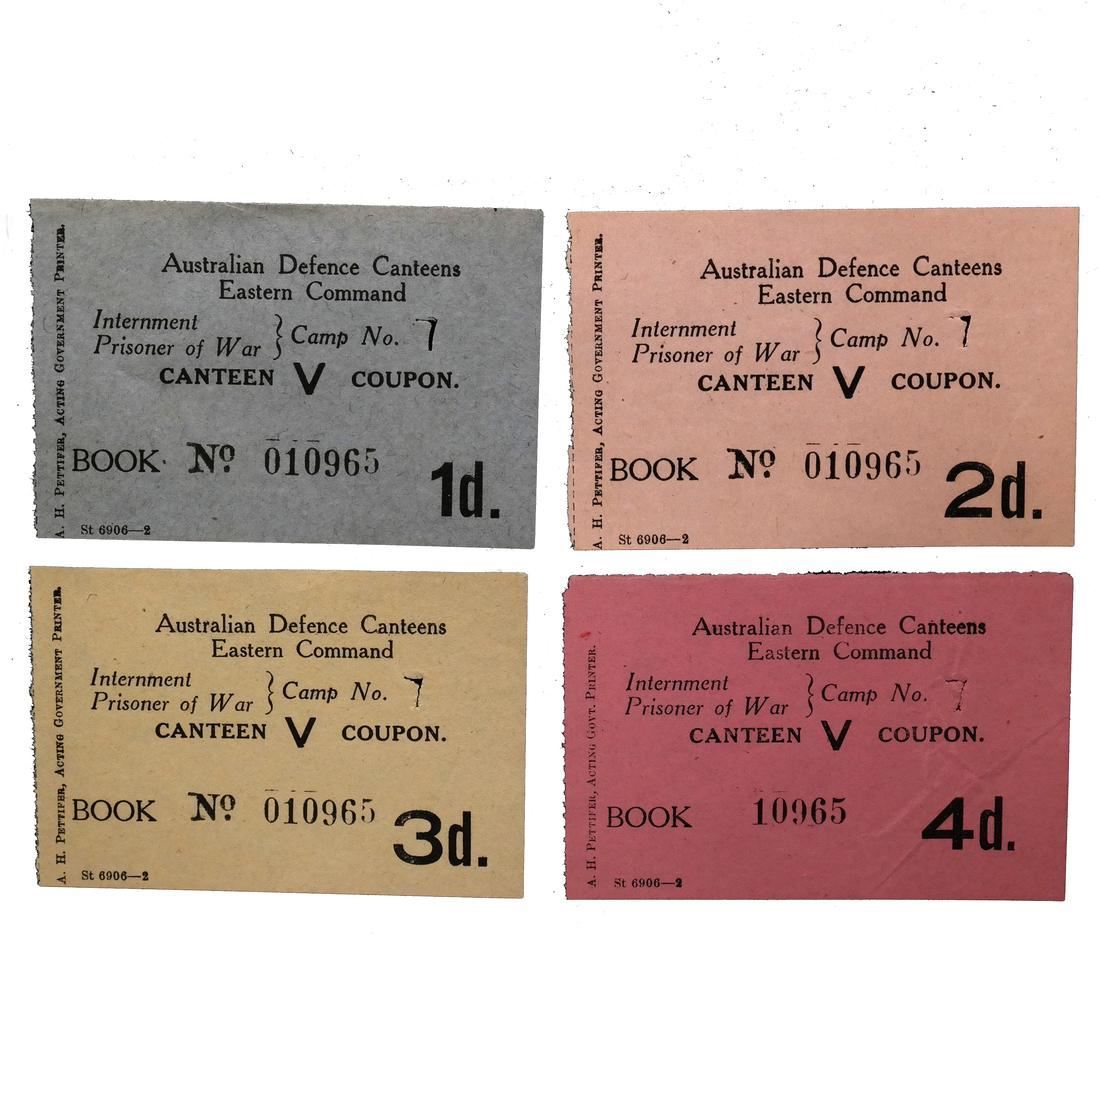 A. H. PETTIFER, ACTING GOVERNMENT PRINTER.
Australian Defence Canteens
Eastern Command
Internment
Prisoner of War } Camp No. 7
CANTEEN V COUPON.
BOOK No. 010965
1d.
St 6906—2
A. H. PETTIFER, ACTING GOVERNMENT PRINTER.
Australian Defence Canteens
Eastern Command
Internment
Prisoner of War } Camp No. 7
CANTEEN V COUPON.
BOOK No. 010965
2d.
St 6906—2
A. H. PETTIFER, ACTING GOVERNMENT PRINTER.
Australian Defence Canteens
Eastern Command
Internment
Prisoner of War } Camp No. 7
CANTEEN V COUPON.
BOOK No. 010965
3d.
St 6906—2
A. H. PETTIFER, ACTING GOVT. PRINTER.
Australian Defence Canteens
Eastern Command
Internment
Prisoner of War } Camp No. 7
CANTEEN V COUPON.
BOOK 10965
4d.
St 6906—2